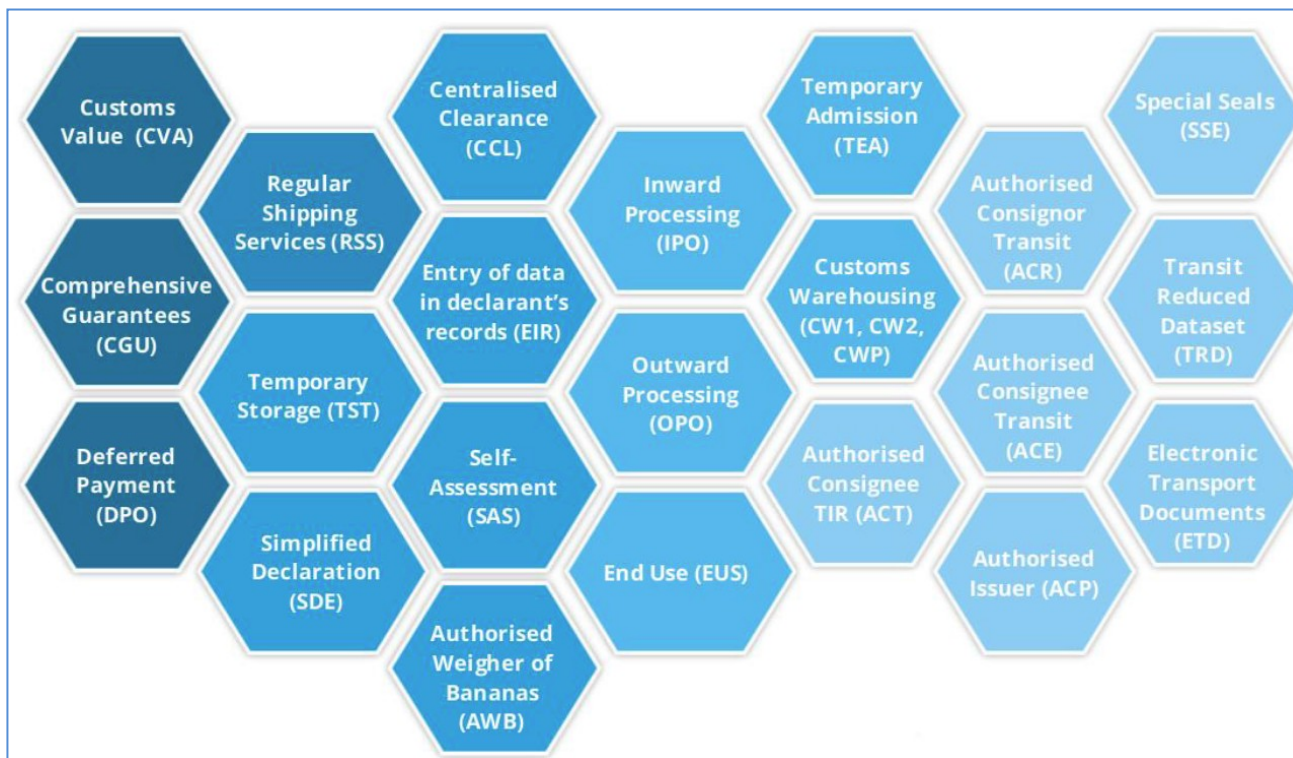 Customs
Value (CVA)
Comprehensive
Guarantees
(CGU)
Deferred
Payment
(DPO)
Regular
Shipping
Services (RSS)
Temporary
Storage (TST)
Simplified
Declaration
(SDE)
Centralised
Clearance
(CCL)
Entry of data
in declarant’s
records (EIR)
Self-
Assessment
(SAS)
Authorised
Weigher of
Bananas
(AWB)
Inward
Processing
(IPO)
Outward
Processing
(OPO)
End Use (EUS)
Temporary
Admission
(TEA)
Customs
Warehousing
(CW1, CW2,
CWP)
Authorised
Consignee
TIR (ACT)
Authorised
Consignor
Transit
(ACR)
Authorised
Consignee
Transit
(ACE)
Authorised
Issuer (ACP)
Special Seals
(SSE)
Transit
Reduced
Dataset
(TRD)
Electronic
Transport
Documents
(ETD)